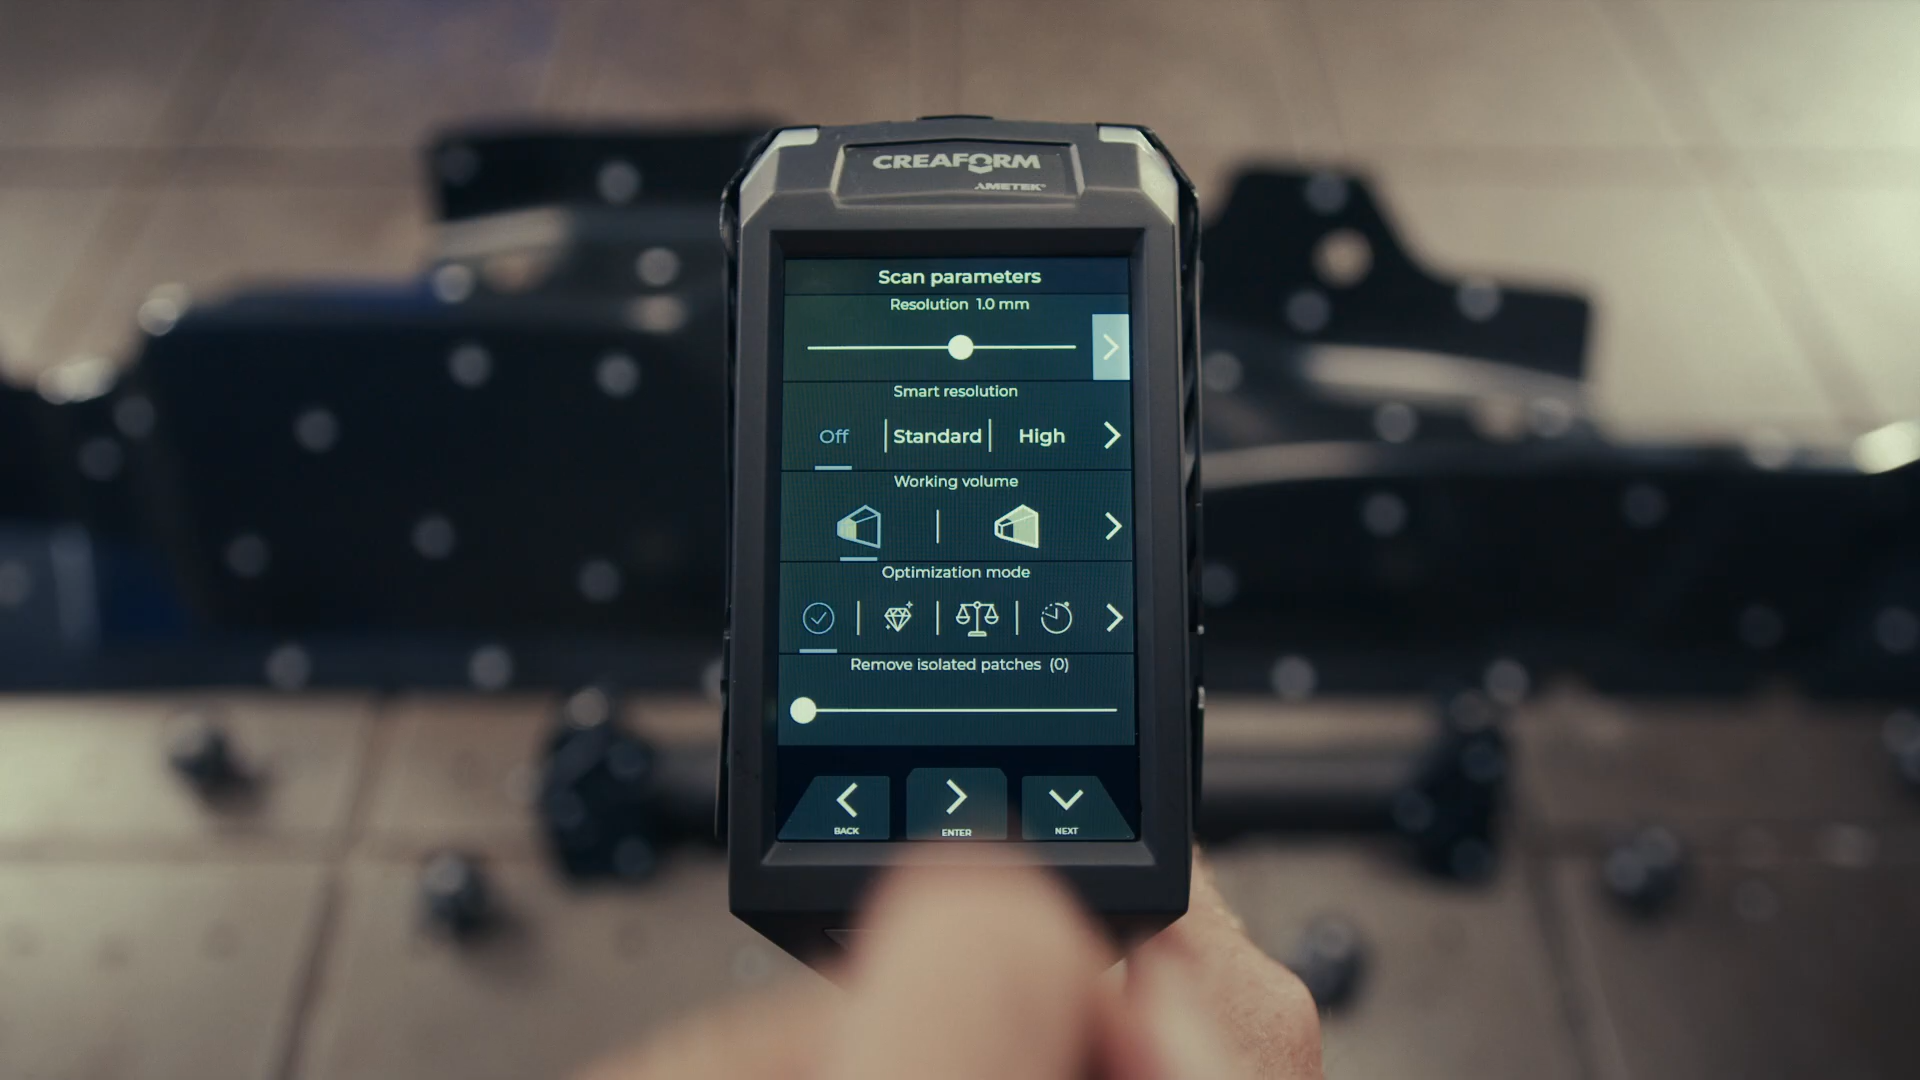 CREAFORM
AMETEK
Scan parameters
Resolution 1.0 mm
Smart resolution
Off Standard High
Working volume
Optimization mode
Remove isolated patches (0)
BACK ENTER NEXT